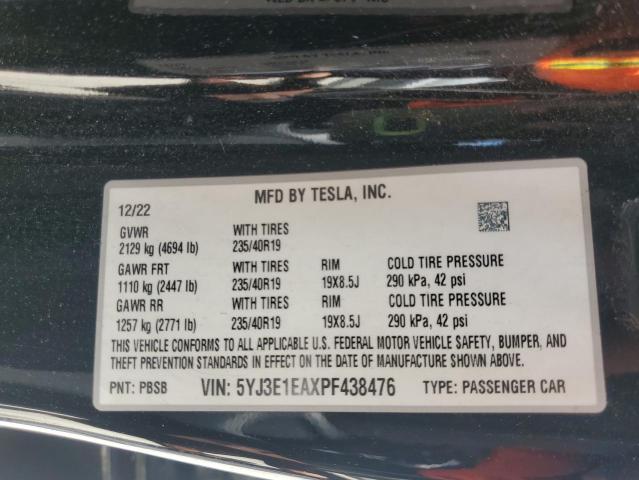 MFD BY TESLA, INC.
12/22
GVWR WITH TIRES
2129 kg (4694 lb) 235/40R19
GAWR FRT WITH TIRES RIM COLD TIRE PRESSURE
1110 kg (2447 lb) 235/40R19 19X8.5J 290 kPa, 42 psi
GAWR RR WITH TIRES RIM COLD TIRE PRESSURE
1257 kg (2771 lb) 235/40R19 19X8.5J 290 kPa, 42 psi
THIS VEHICLE CONFORMS TO ALL APPLICABLE U.S. FEDERAL MOTOR VEHICLE SAFETY, BUMPER, AND
THEFT PREVENTION STANDARDS IN EFFECT ON THE DATE OF MANUFACTURE SHOWN ABOVE.
PNT: PBSB VIN: 5YJ3E1EAXPF438476 TYPE: PASSENGER CAR